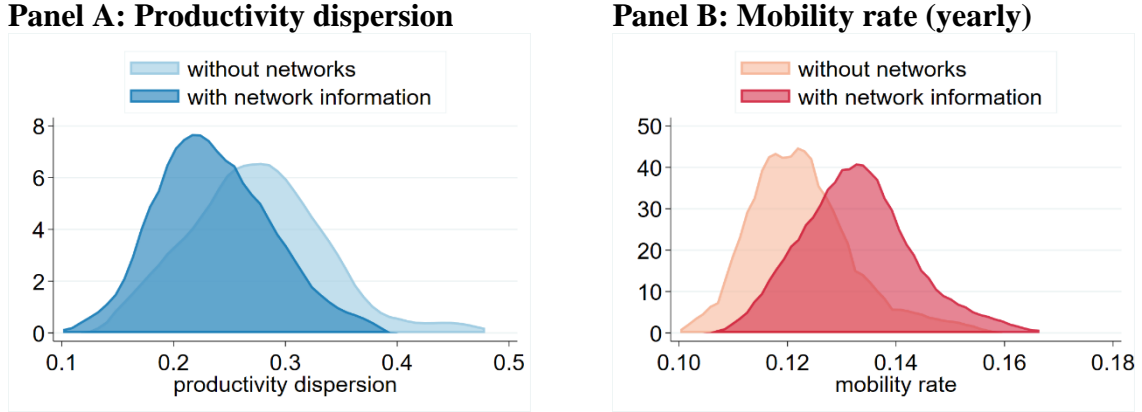 Panel A: Productivity dispersion
without networks
with network information
8
6
4
2
0
0.1 0.2 0.3 0.4 0.5
productivity dispersion
Panel B: Mobility rate (yearly)
without networks
with network information
50
40
30
20
10
0
0.10 0.12 0.14 0.16 0.18
mobility rate